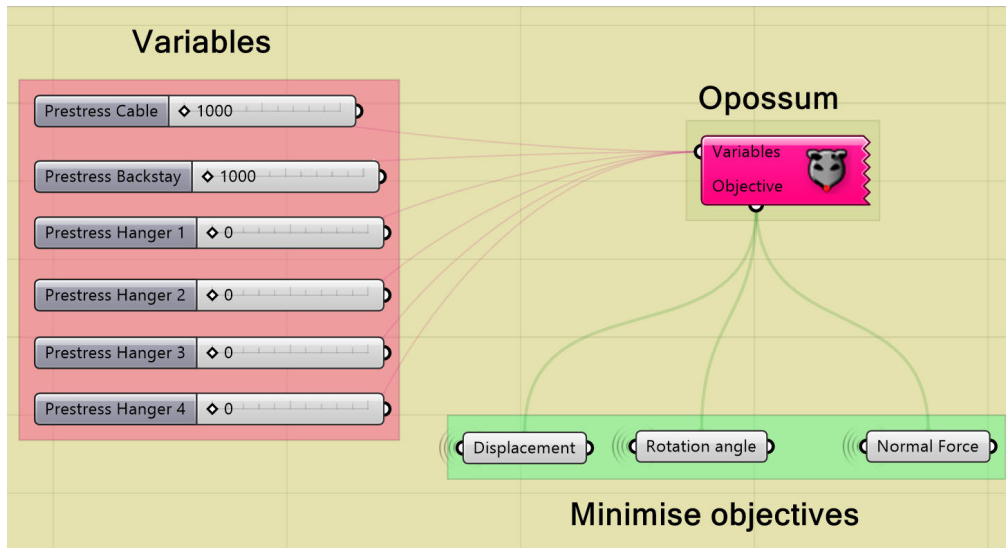 Variables
Prestress Cable 1000
Prestress Backstay 1000
Prestress Hanger 1 0
Prestress Hanger 2 0
Prestress Hanger 3 0
Prestress Hanger 4 0
Opossum
Variables
Objective
Displacement
Rotation angle
Normal Force
Minimise objectives